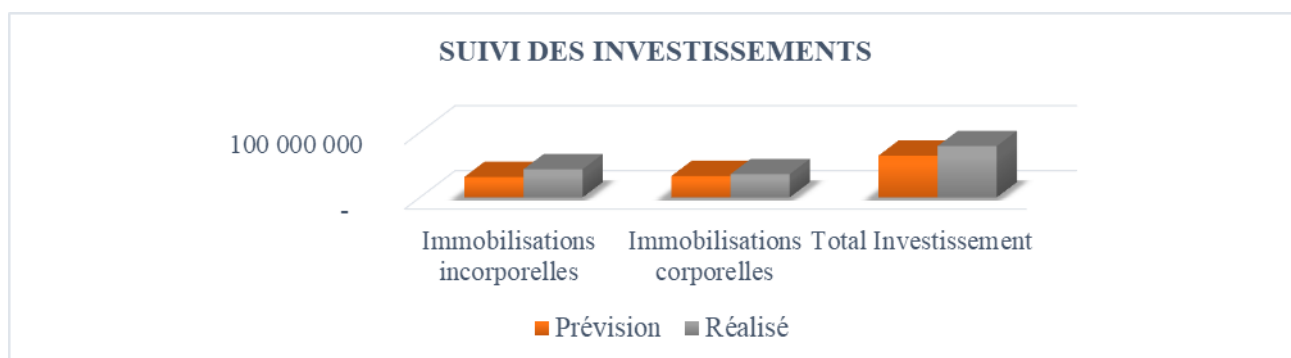 SUIVI DES INVESTISSEMENTS
100 000 000
-
Immobilisations incorporelles
Immobilisations corporelles
Total Investissement
Prévision
Réalisé